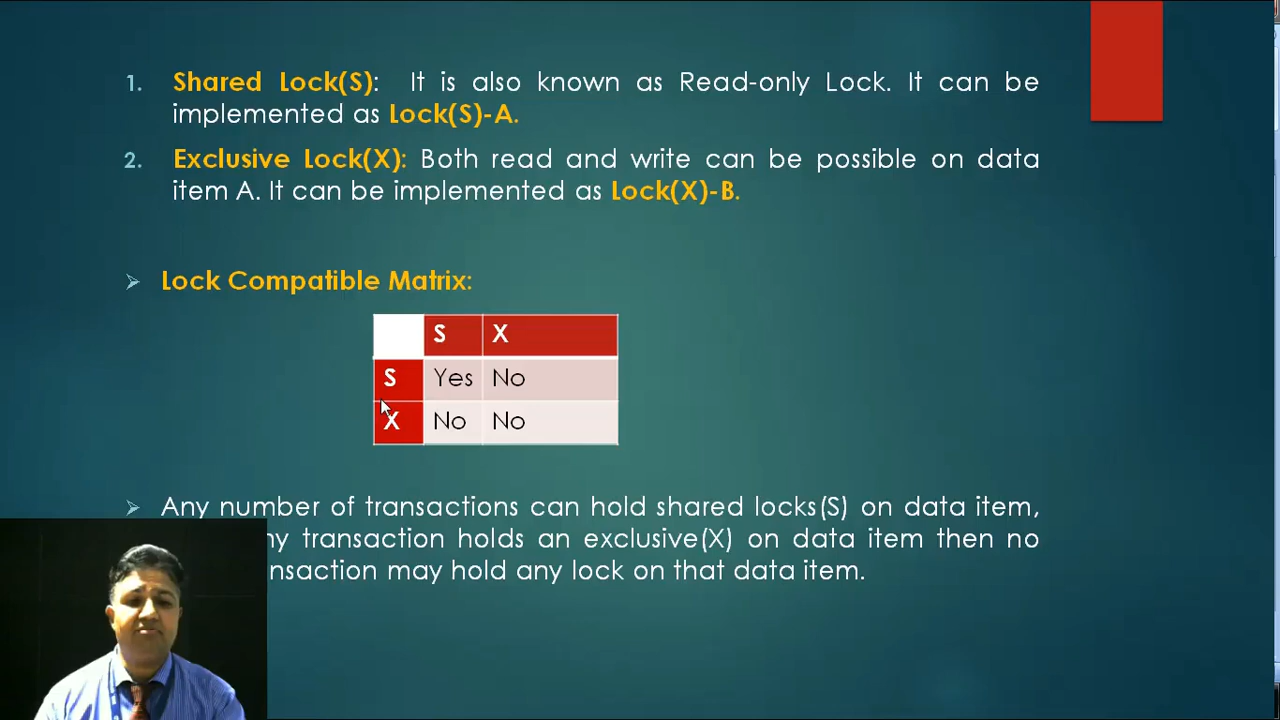 1. Shared Lock(S): It is also known as Read-only Lock. It can be
implemented as Lock(S)-A.
2. Exclusive Lock(X): Both read and write can be possible on data
item A. It can be implemented as Lock(X)-B.
Lock Compatible Matrix:
S X
S Yes No
X No No
Any number of transactions can hold shared locks(S) on data item,
transaction holds an exclusive(X) on data item then no
may hold any lock on that data item.